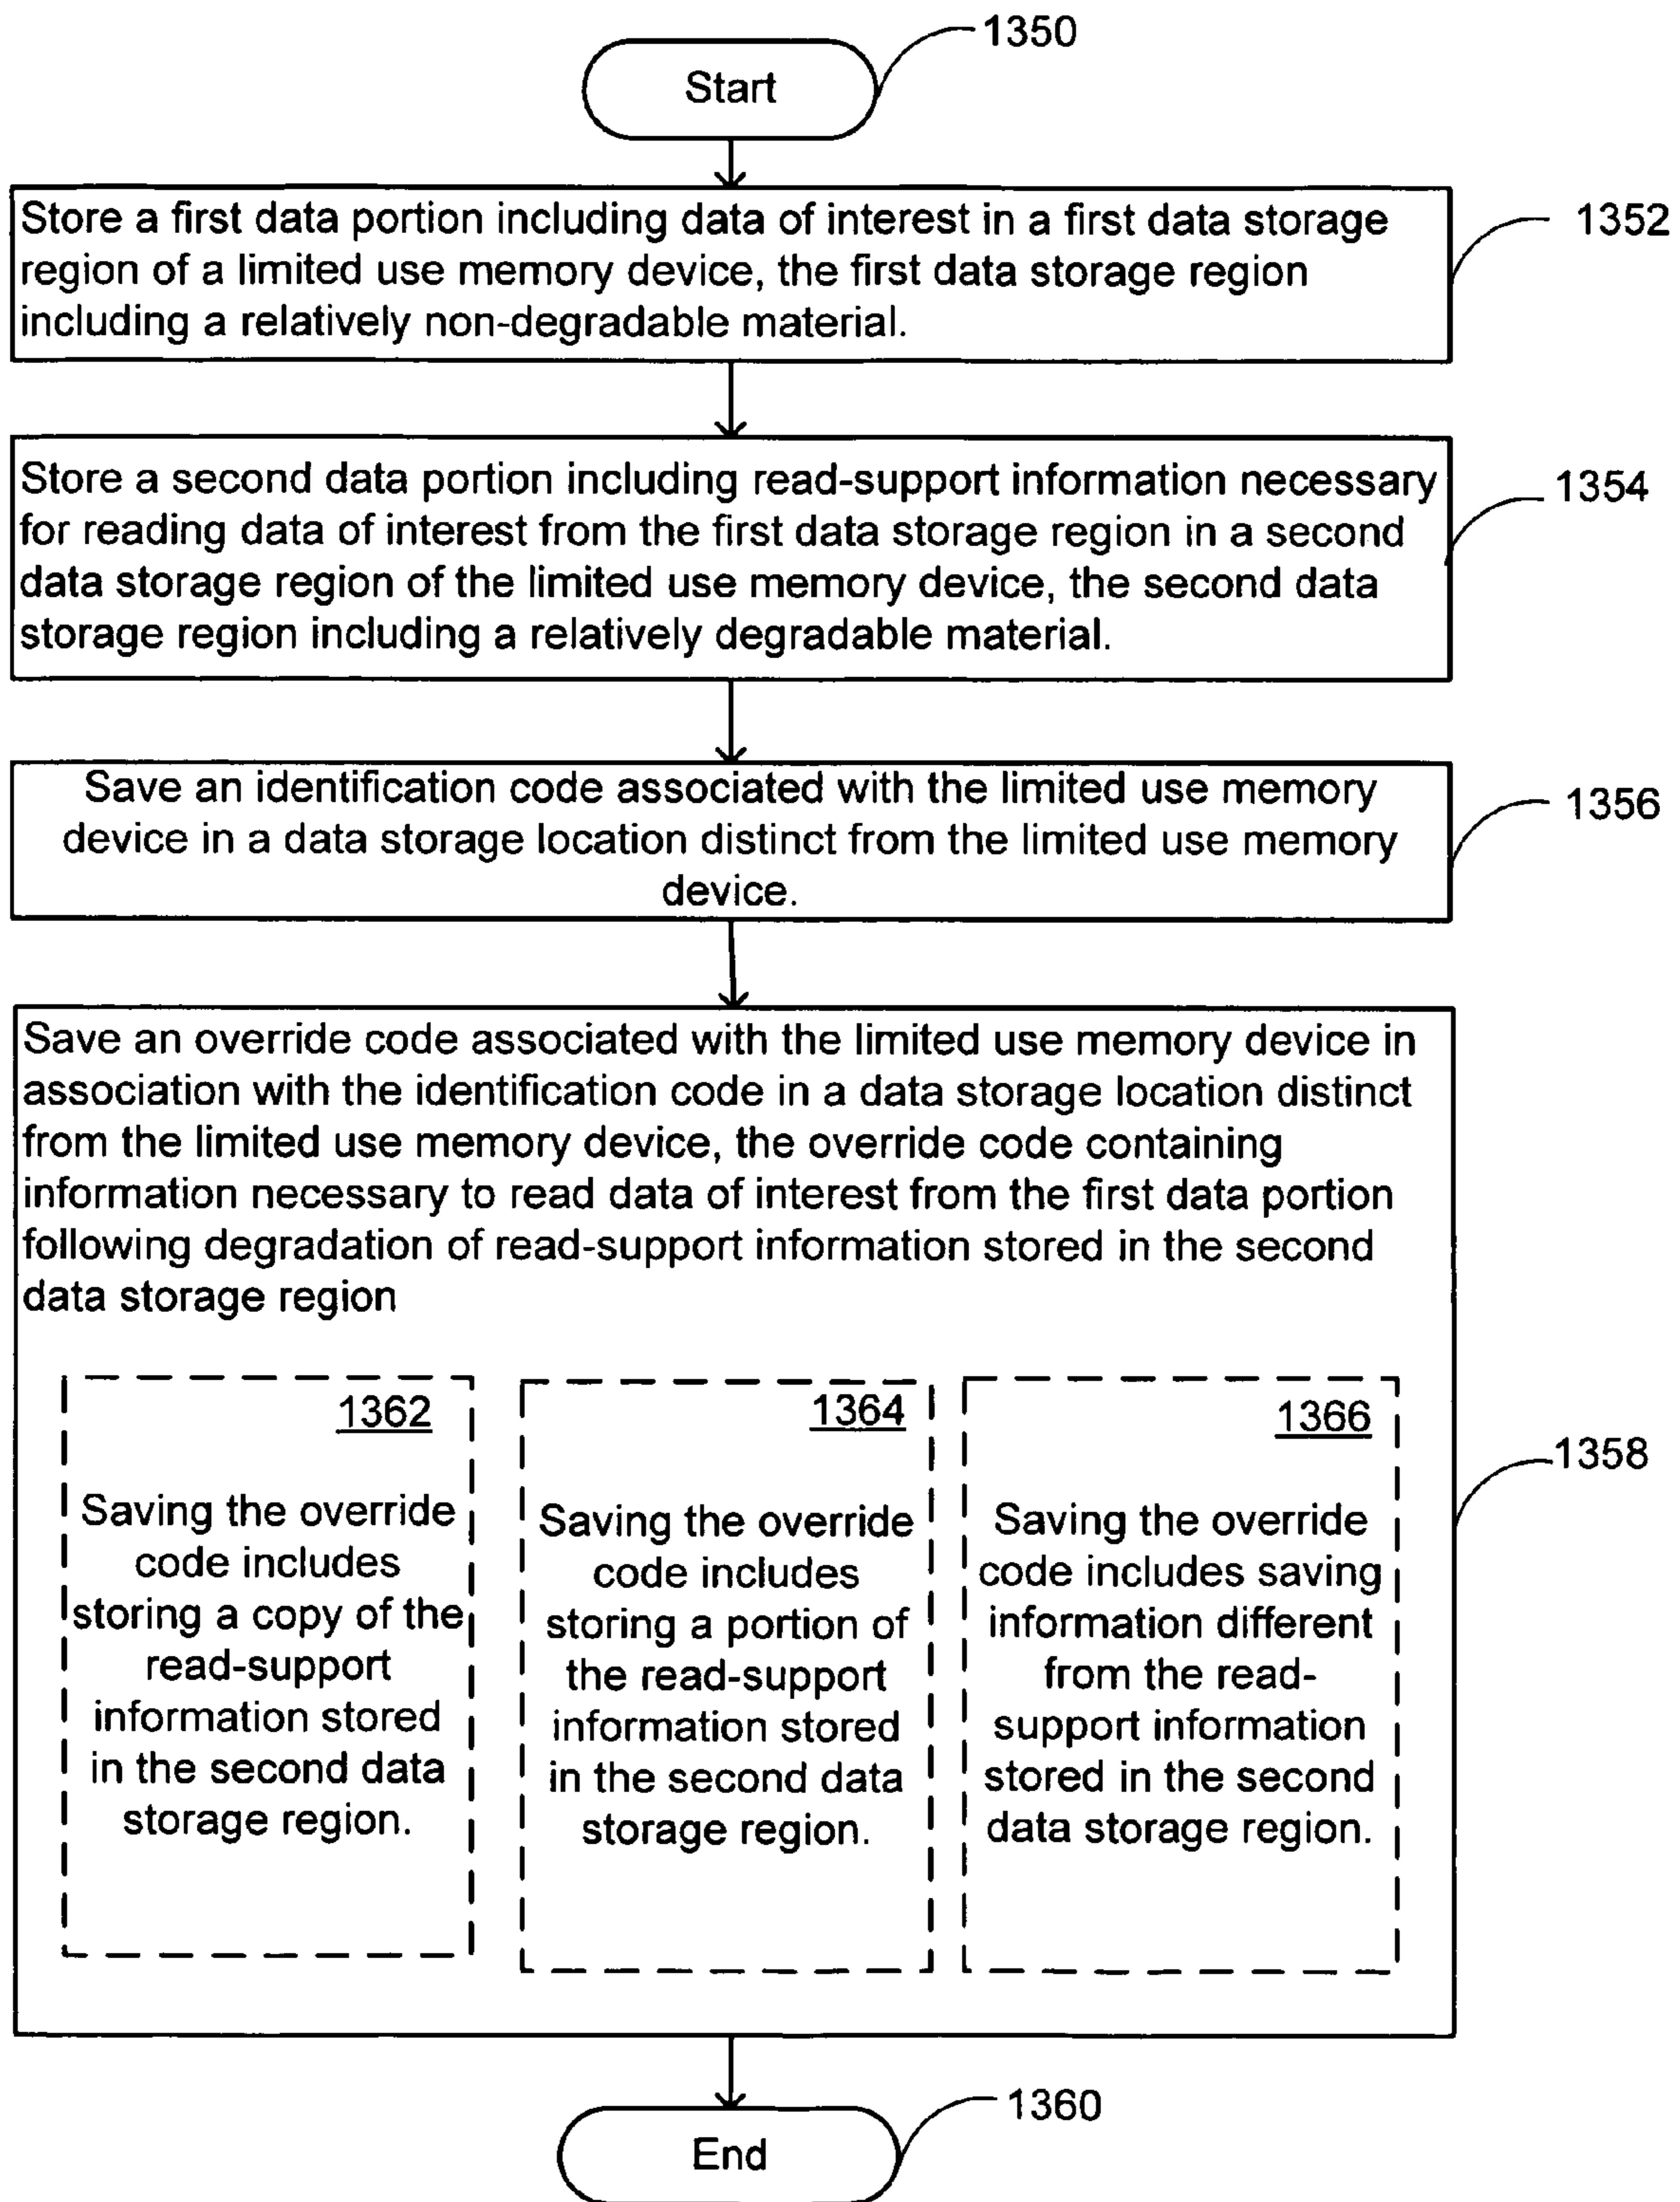 1350
Start
Store a first data portion including data of interest in a first data storage
region of a limited use memory device, the first data storage region
including a relatively non-degradable material.
1352
Store a second data portion including read-support information necessary
for reading data of interest from the first data storage region in a second
data storage region of the limited use memory device, the second data
storage region including a relatively degradable material.
1354
Save an identification code associated with the limited use memory
device in a data storage location distinct from the limited use memory
device.
1356
Save an override code associated with the limited use memory device in
association with the identification code in a data storage location distinct
from the limited use memory device, the override code containing
information necessary to read data of interest from the first data portion
following degradation of read-support information stored in the second
data storage region
1358
1362
Saving the override
code includes
storing a copy of the
read-support
information stored
in the second data
storage region.
1364
Saving the override
code includes
storing a portion of
the read-support
information stored
in the second data
storage region.
1366
Saving the override
code includes saving
information different
from the read-
support information
stored in the second
data storage region.
1360
End